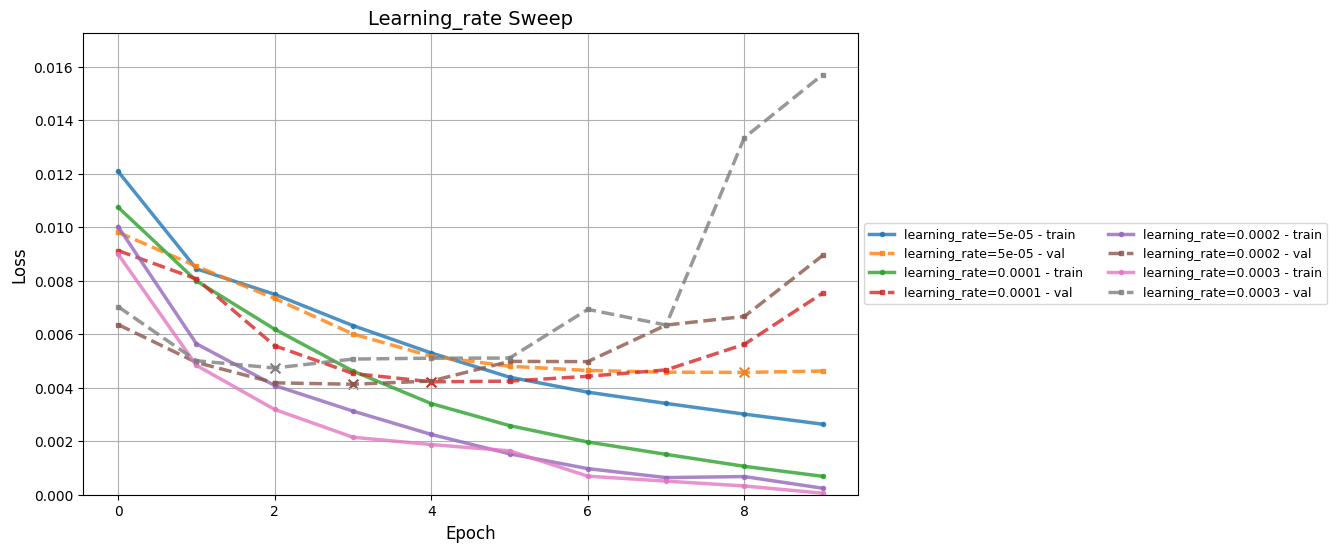 Learning_rate Sweep
Loss
0.016
0.014
0.012
0.010
0.008
0.006
0.004
0.002
0.000
0 2 4 6 8
Epoch
learning_rate=5e-05 - train
learning_rate=5e-05 - val
learning_rate=0.0001 - train
learning_rate=0.0001 - val
learning_rate=0.0002 - train
learning_rate=0.0002 - val
learning_rate=0.0003 - train
learning_rate=0.0003 - val